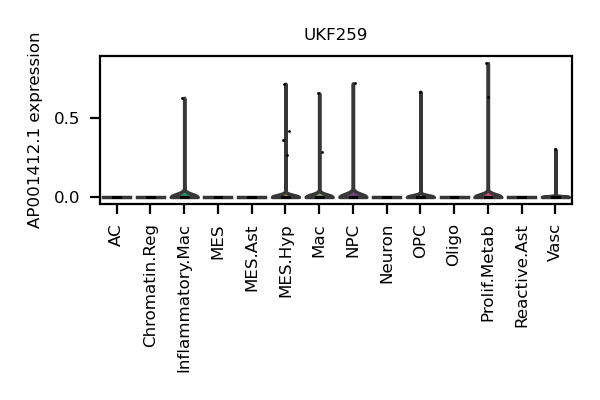 UKF259
AP001412.1 expression
0.5
0.0
AC
Chromatin.Reg
Inflammatory.Mac
MES
MES.Ast
MES.Hyp
Mac
NPC
Neuron
OPC
Oligo
Prolif.Metab
Reactive.Ast
Vasc